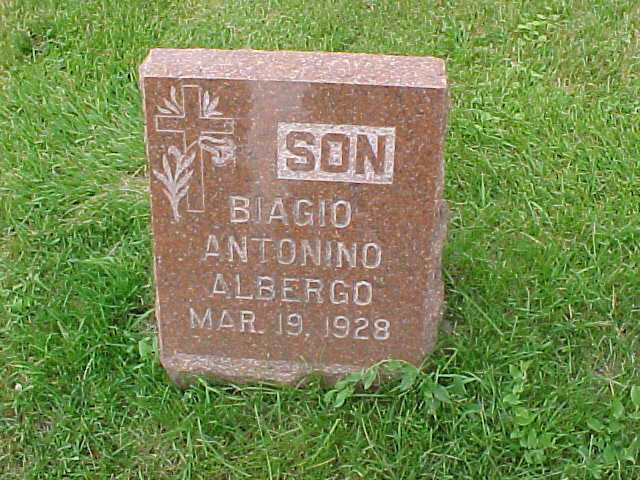 SON
BIAGIO
ANTONINO
ALBERGO
MAR. 19, 1928